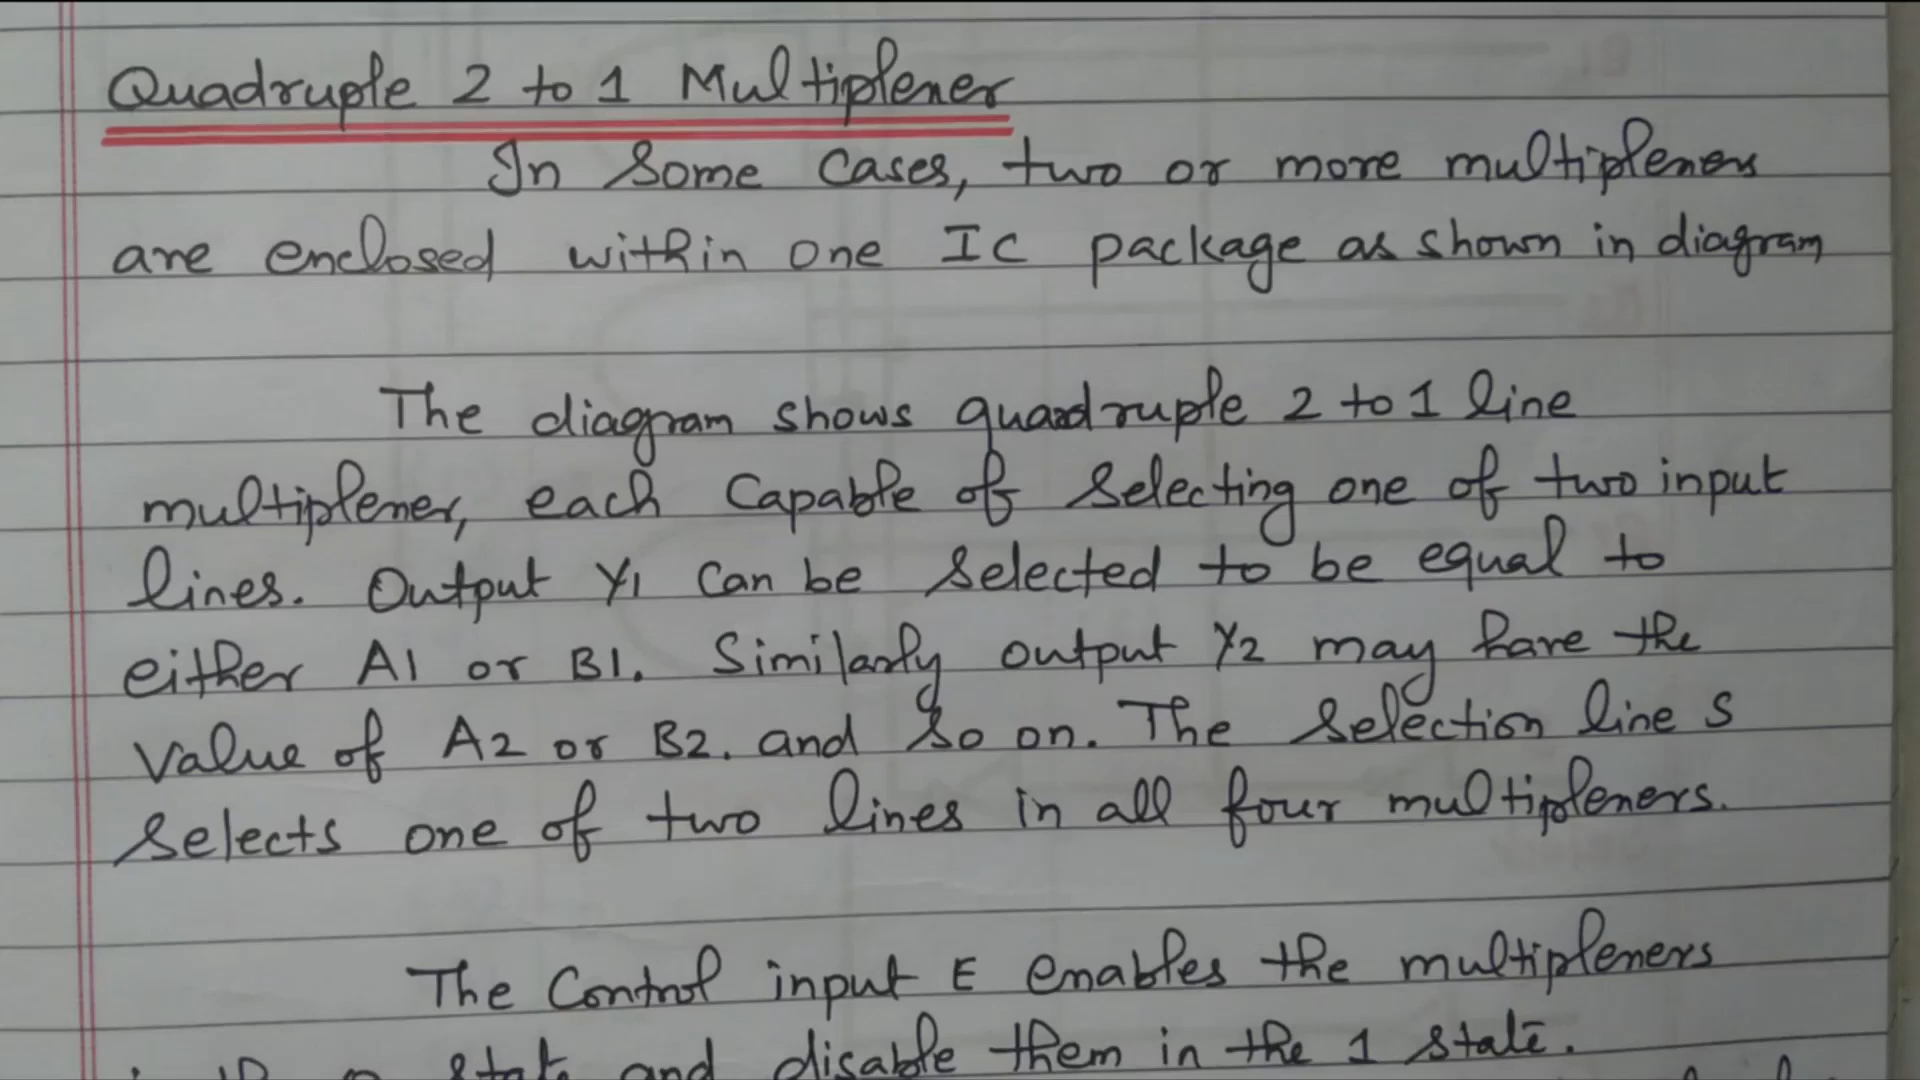 Quadruple 2 to 1 Multiplexer
In Some Cases, two or more multiplexers
are enclosed within one IC package as shown in diagram
The diagram shows quadruple 2 to 1 line
multiplexer, each Capable of selecting one of two input
lines. Output Y1 Can be selected to be equal to
either A1 or B1. Similarly output Y2 may have the
Value of A2 or B2. and so on. The selection line S
selects one of two lines in all four multiplexers.
The Control input E enables the multiplexers
state and disable them in the 1 state.